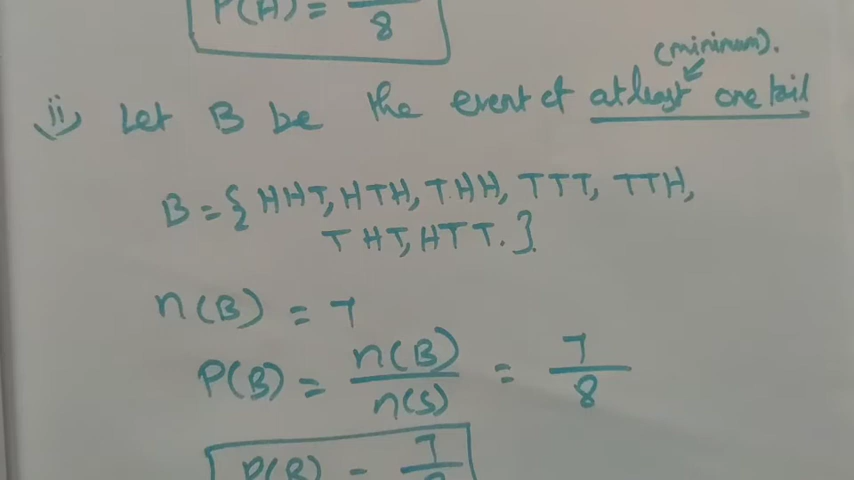 P(A) = 8
(minimum).
ii) Let B be the event of atleast one tail
B = { HHT, HTH, THH, TTT, TTH,
THT, HTT. }
n(B) = 7
P(B) = n(B)/n(S) = 7/8
P(B) = 7